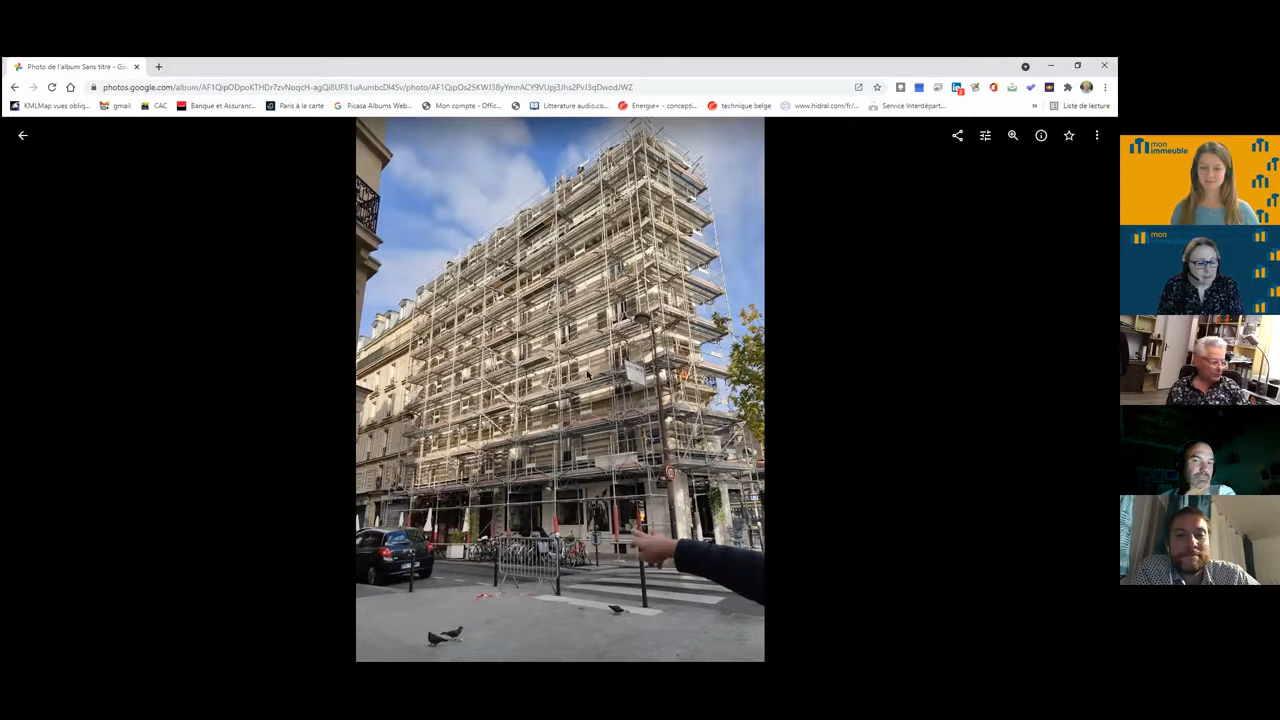 Photo de l'album Sans titre - Go
photos.google.com/album/AF1QipODpoKTHDr7zvNoqcH-agQi8UF81uAumbcDl4Sv/photo/AF1QipOs25KWJ3ByYmnACY9VUpj3Jhs2PvJ3qDwodJWZ
KMLMap vues obliq...
gmail
CAC
Banque et Assuranc...
Paris à la carte
Picasa Albums Web...
Mon compte - Offic...
Litterature audio.co...
Energie+ - concepti...
technique belge
www.hidral.com/fr/...
Service Interdépart...
Liste de lecture
mon
immeuble
mon